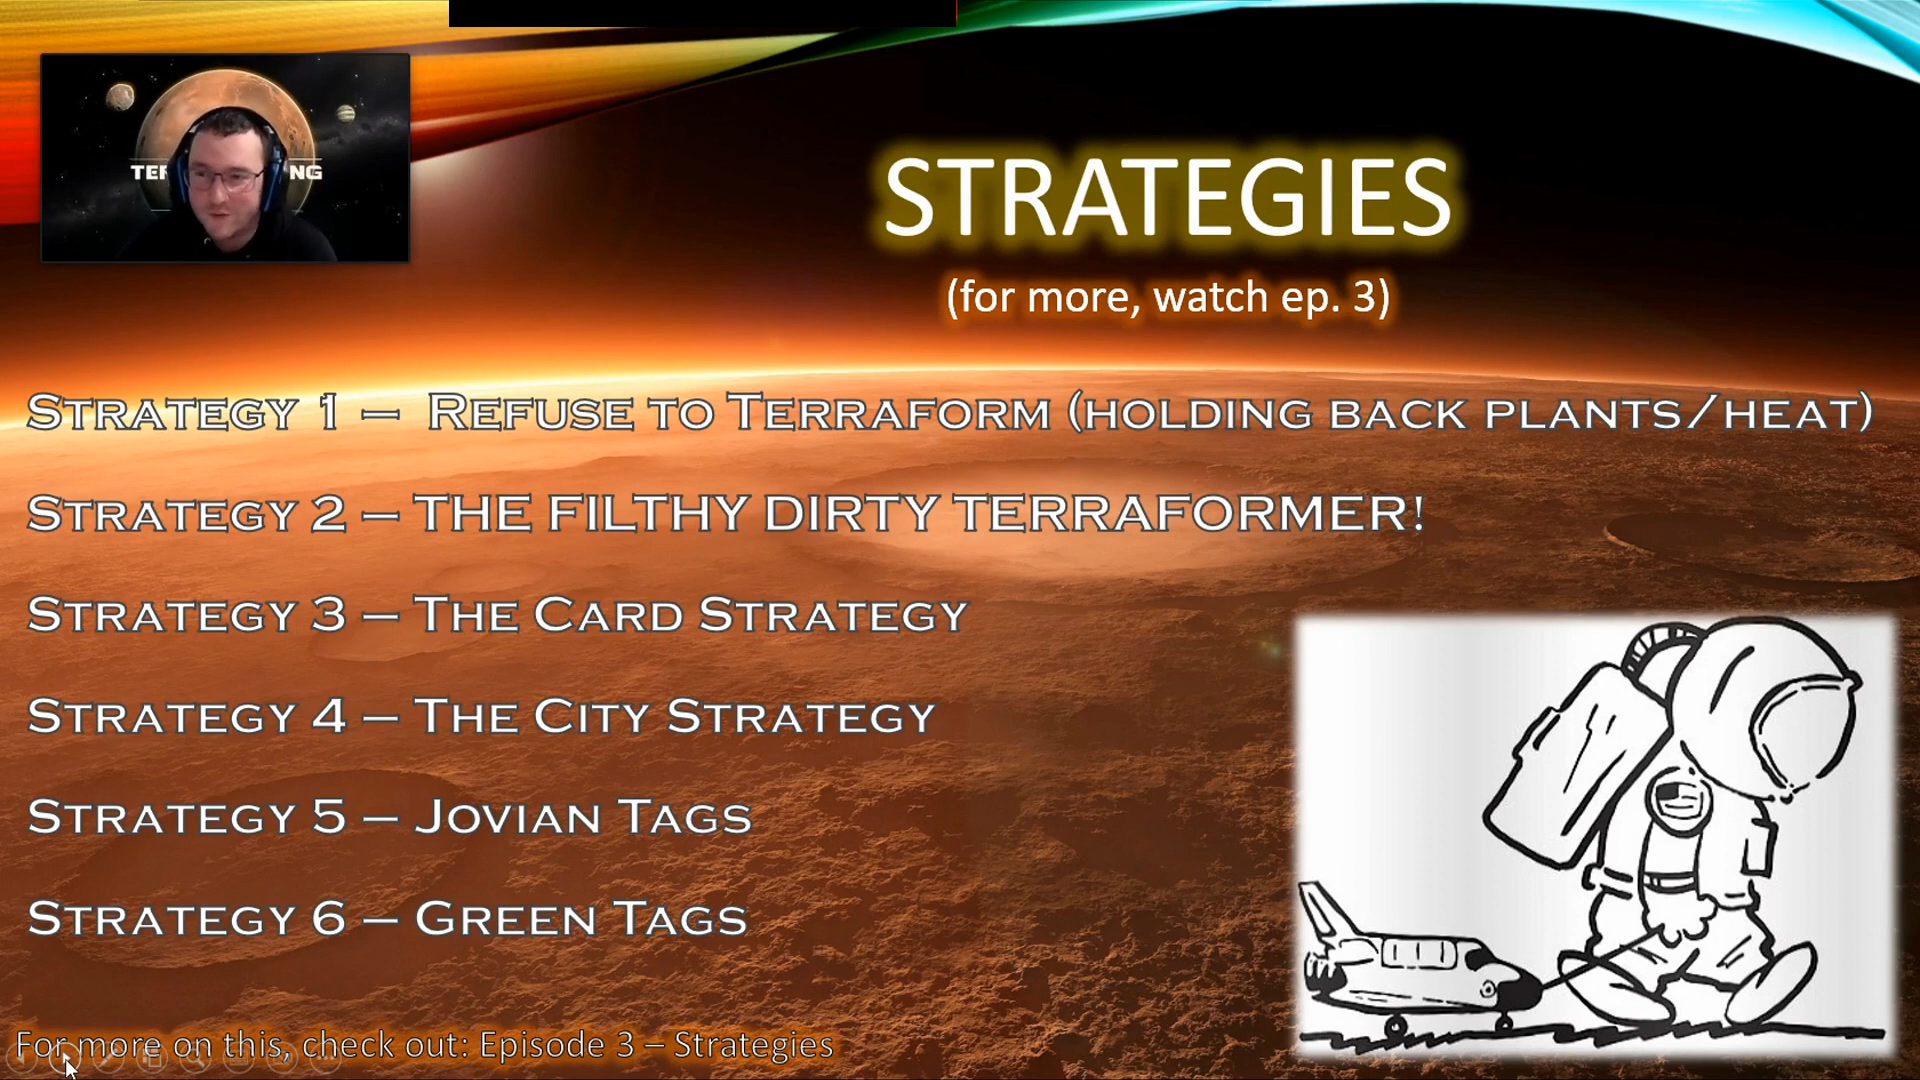 TER NG
STRATEGIES
(for more, watch ep. 3)
Strategy 1 – Refuse to Terraform (holding back plants/heat)
Strategy 2 – THE FILTHY DIRTY TERRAFORMER!
Strategy 3 – The Card Strategy
Strategy 4 – The City Strategy
Strategy 5 – Jovian Tags
Strategy 6 – Green Tags
For more on this, check out: Episode 3 – Strategies